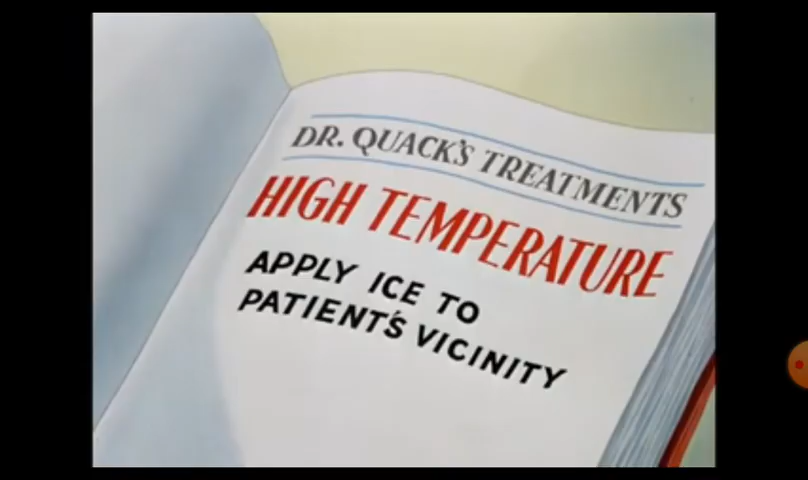 DR. QUACK'S TREATMENTS
HIGH TEMPERATURE
APPLY ICE TO
PATIENT'S VICINITY